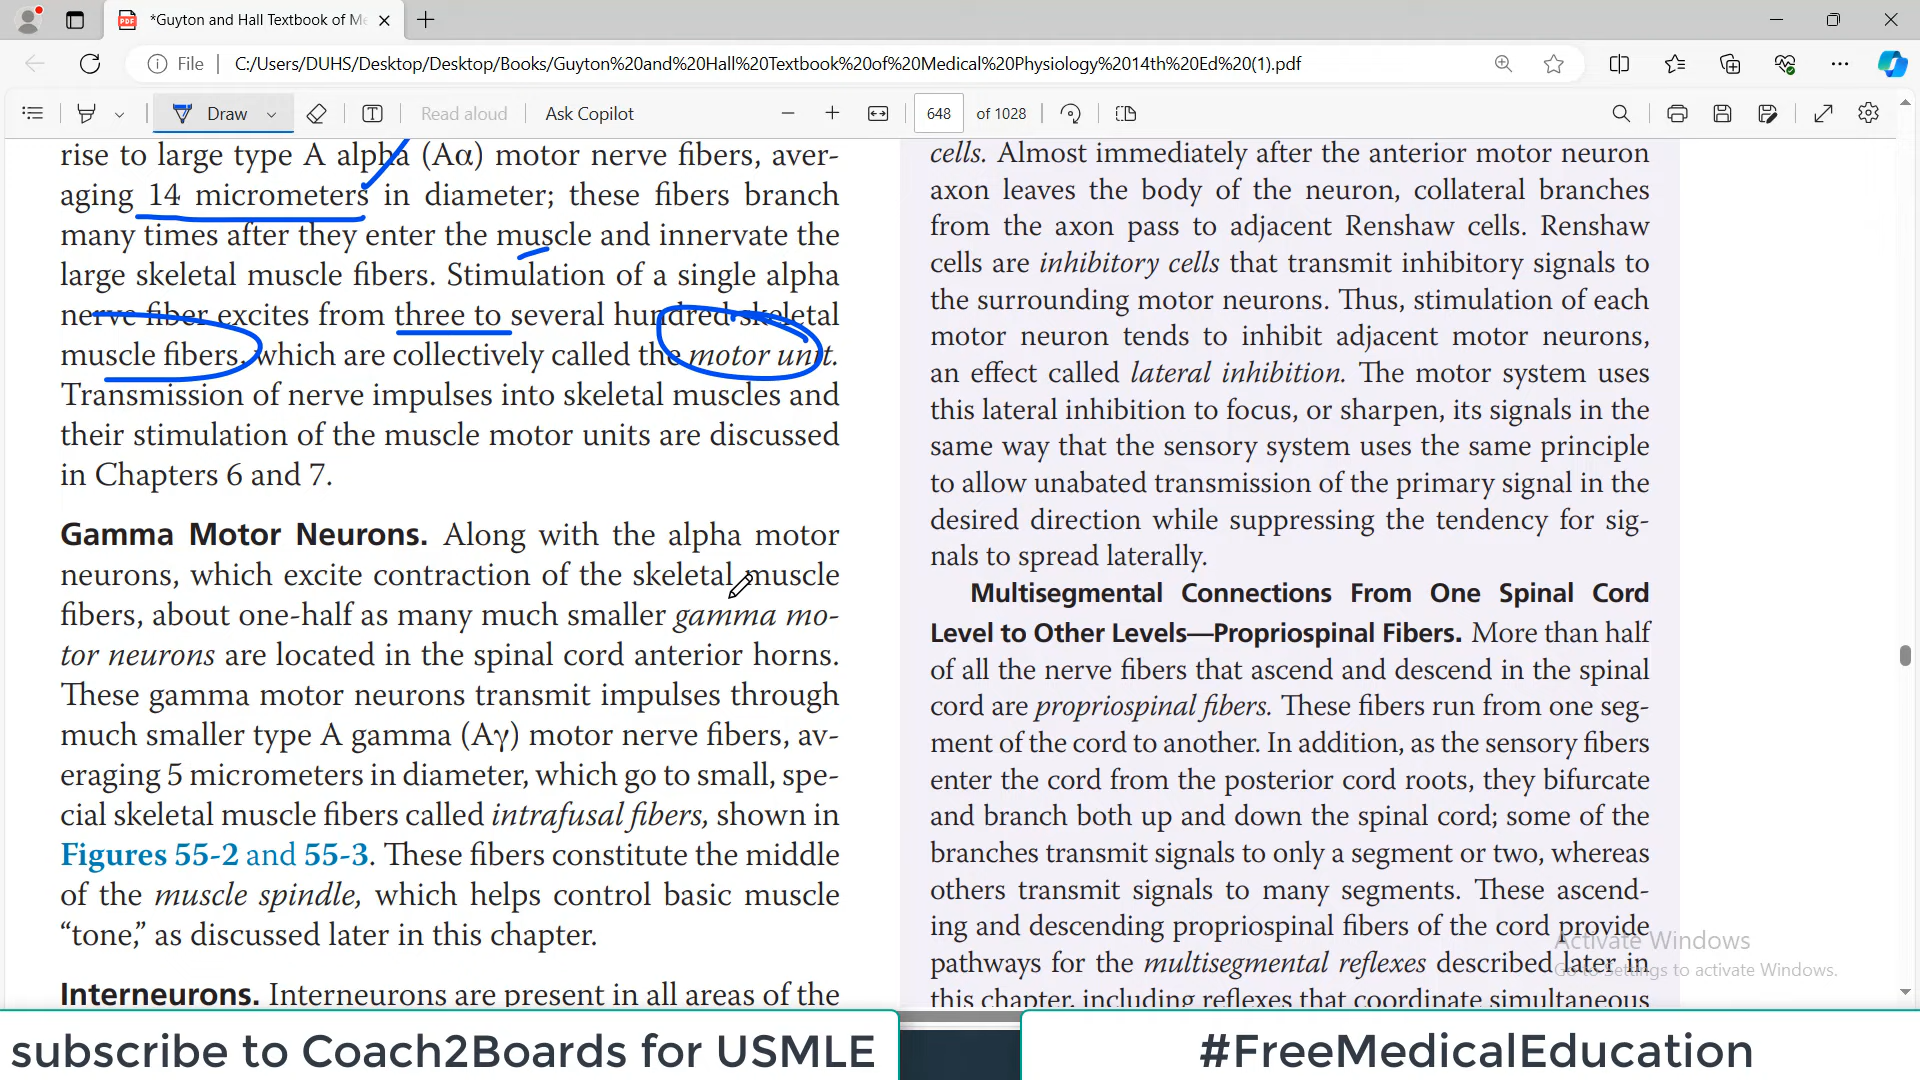 *Guyton and Hall Textbook of Me
File
C:/Users/DUHS/Desktop/Desktop/Books/Guyton%20and%20Hall%20Textbook%20of%20Medical%20Physiology%2014th%20Ed%20(1).pdf
Draw
Read aloud
Ask Copilot
648
of 1028
rise to large type A alpha (Aα) motor nerve fibers, aver-
aging 14 micrometers in diameter; these fibers branch
many times after they enter the muscle and innervate the
large skeletal muscle fibers. Stimulation of a single alpha
nerve fiber excites from three to several hundred skeletal
muscle fibers, which are collectively called the motor unit.
Transmission of nerve impulses into skeletal muscles and
their stimulation of the muscle motor units are discussed
in Chapters 6 and 7.
Gamma Motor Neurons. Along with the alpha motor
neurons, which excite contraction of the skeletal muscle
fibers, about one-half as many much smaller gamma mo-
tor neurons are located in the spinal cord anterior horns.
These gamma motor neurons transmit impulses through
much smaller type A gamma (Aγ) motor nerve fibers, av-
eraging 5 micrometers in diameter, which go to small, spe-
cial skeletal muscle fibers called intrafusal fibers, shown in
Figures 55-2 and 55-3. These fibers constitute the middle
of the muscle spindle, which helps control basic muscle
“tone,” as discussed later in this chapter.
Interneurons. Interneurons are present in all areas of the
cells. Almost immediately after the anterior motor neuron
axon leaves the body of the neuron, collateral branches
from the axon pass to adjacent Renshaw cells. Renshaw
cells are inhibitory cells that transmit inhibitory signals to
the surrounding motor neurons. Thus, stimulation of each
motor neuron tends to inhibit adjacent motor neurons,
an effect called lateral inhibition. The motor system uses
this lateral inhibition to focus, or sharpen, its signals in the
same way that the sensory system uses the same principle
to allow unabated transmission of the primary signal in the
desired direction while suppressing the tendency for sig-
nals to spread laterally.
Multisegmental Connections From One Spinal Cord
Level to Other Levels—Propriospinal Fibers. More than half
of all the nerve fibers that ascend and descend in the spinal
cord are propriospinal fibers. These fibers run from one seg-
ment of the cord to another. In addition, as the sensory fibers
enter the cord from the posterior cord roots, they bifurcate
and branch both up and down the spinal cord; some of the
branches transmit signals to only a segment or two, whereas
others transmit signals to many segments. These ascend-
ing and descending propriospinal fibers of the cord provide
pathways for the multisegmental reflexes described later in
this chapter, including reflexes that coordinate simultaneous
Activate Windows
Go to Settings to activate Windows.
subscribe to Coach2Boards for USMLE
#FreeMedicalEducation